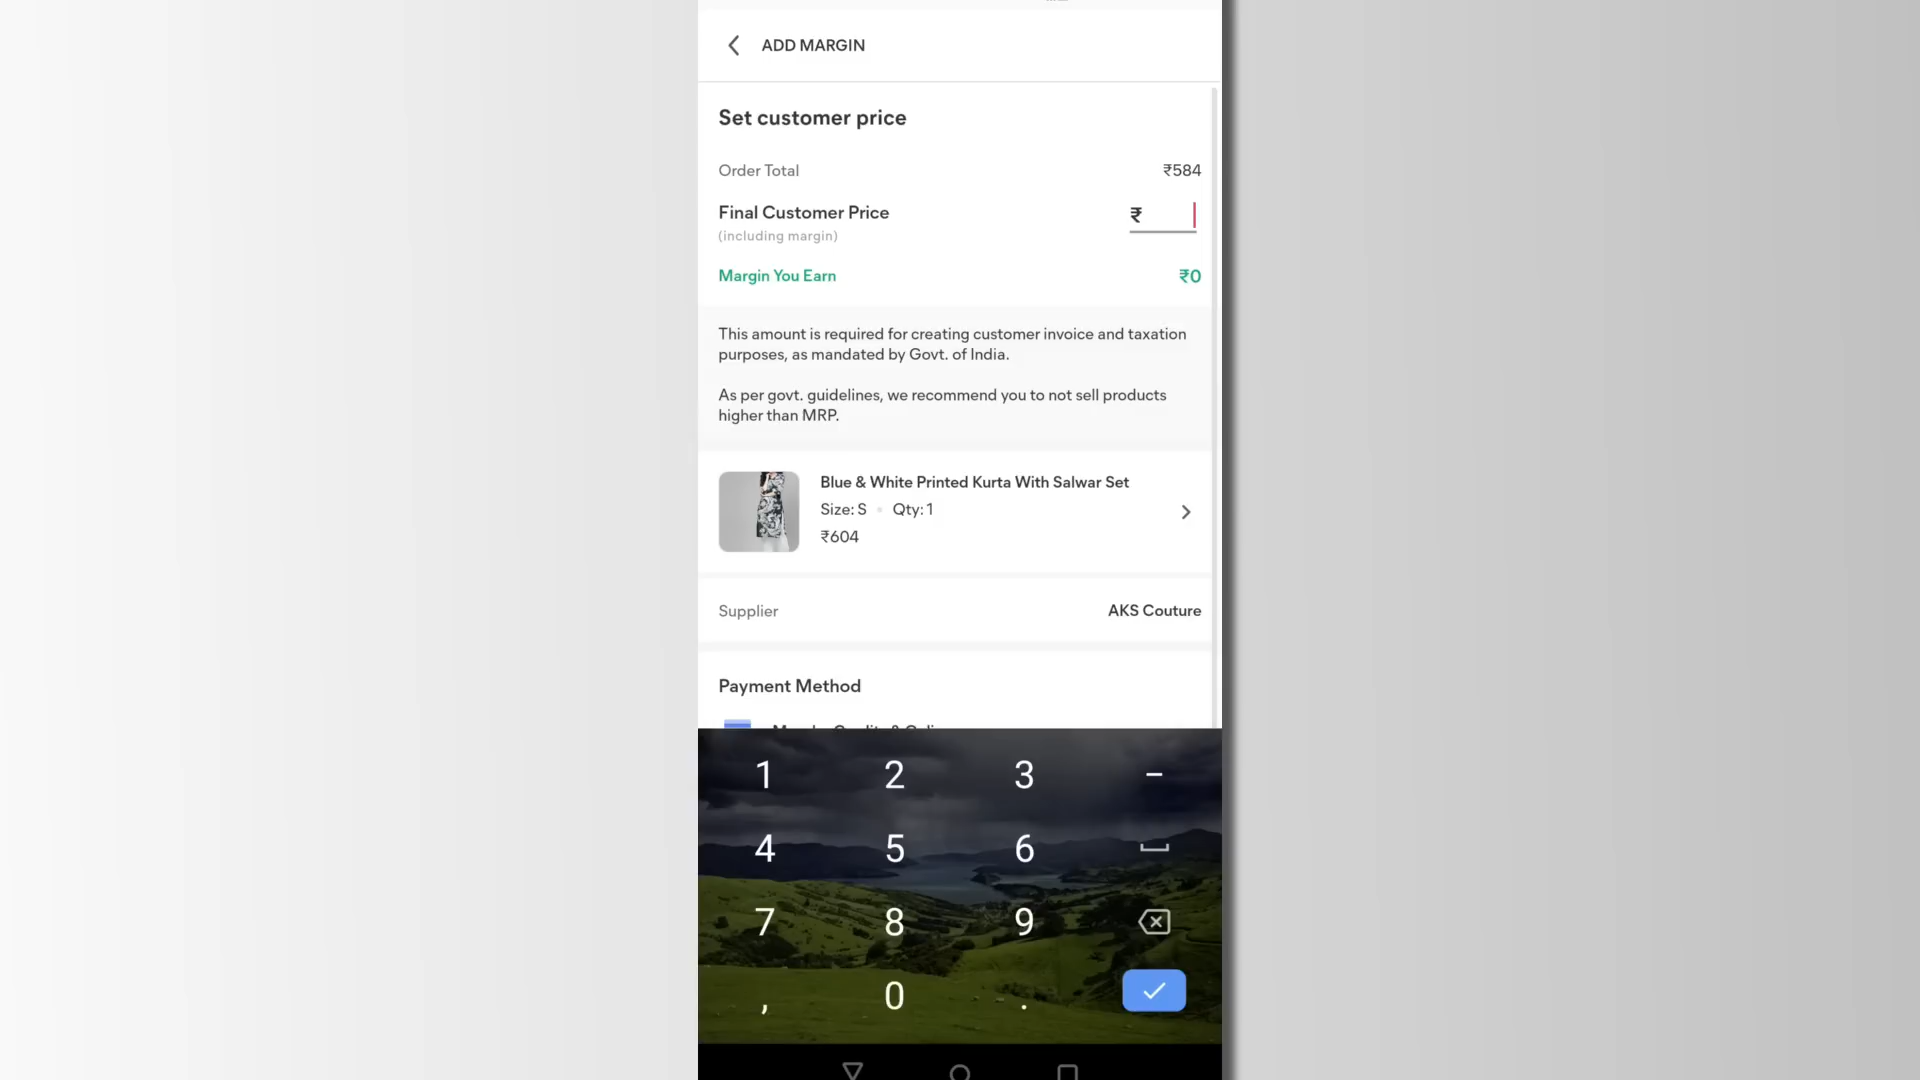 ADD MARGIN
Set customer price
Order Total ₹584
Final Customer Price ₹
(including margin)
Margin You Earn ₹0
This amount is required for creating customer invoice and taxation
purposes, as mandated by Govt. of India.
As per govt. guidelines, we recommend you to not sell products
higher than MRP.
Blue & White Printed Kurta With Salwar Set
Size: S Qty: 1
₹604
Supplier AKS Couture
Payment Method
1 2 3 –
4 5 6
7 8 9
, 0 .